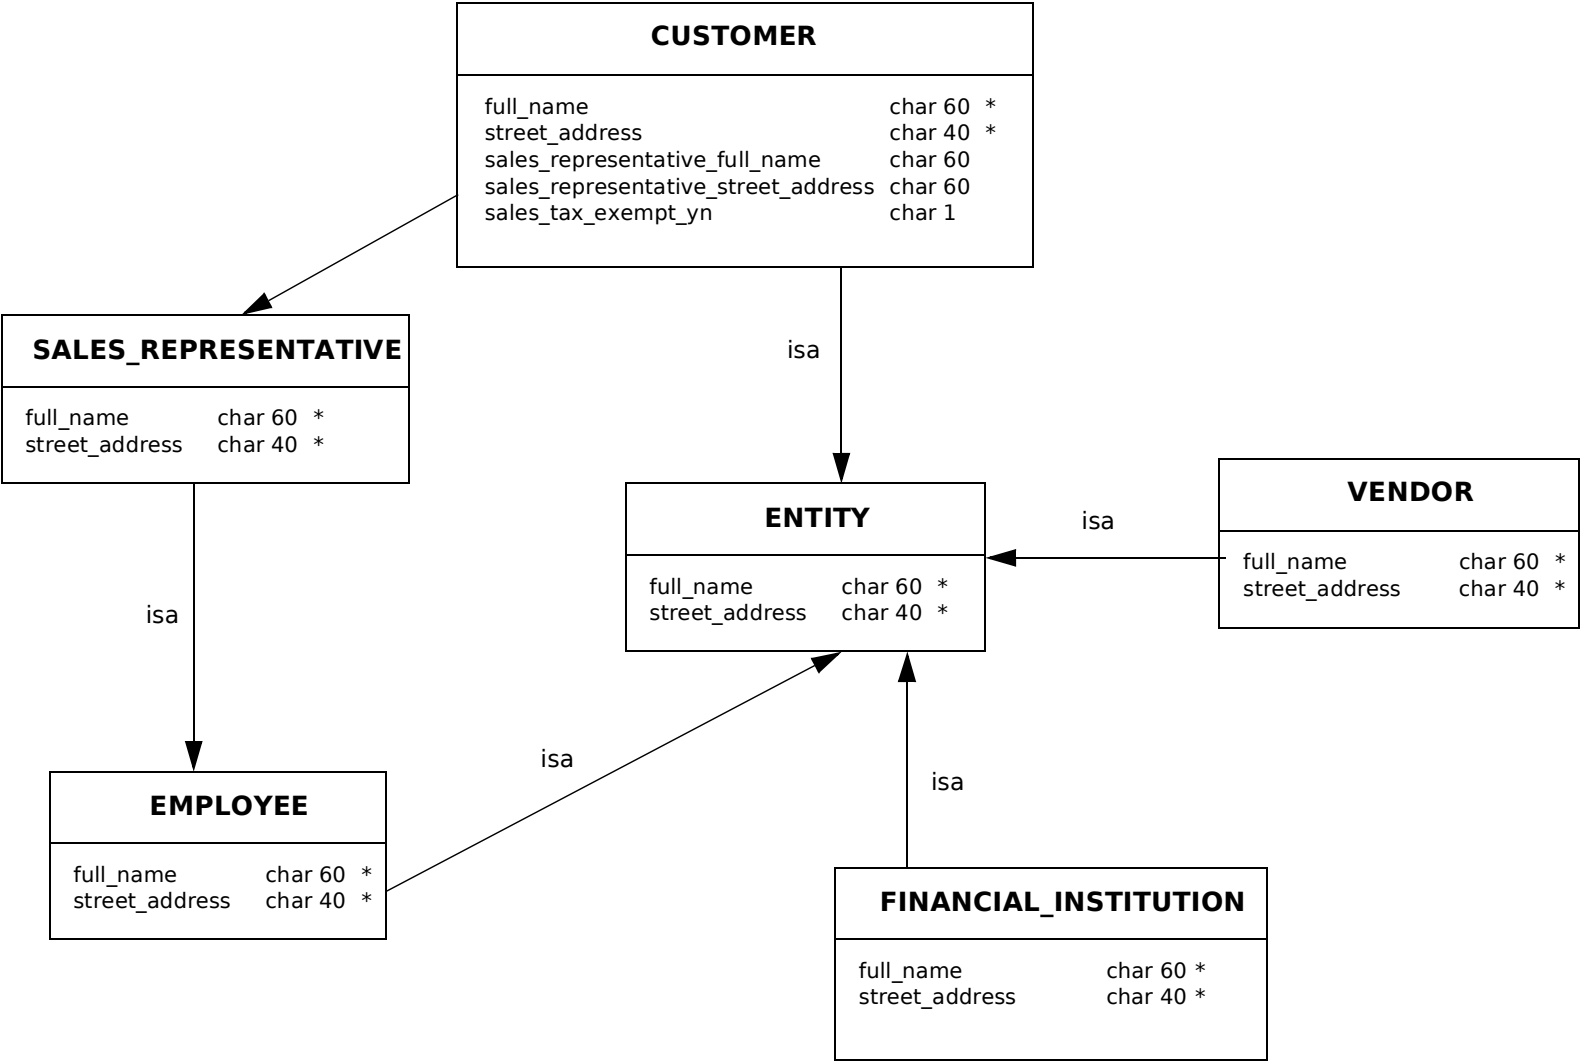 CUSTOMER
full_name char 60 *
street_address char 40 *
sales_representative_full_name char 60
sales_representative_street_address char 60
sales_tax_exempt_yn char 1
isa
SALES_REPRESENTATIVE
full_name char 60 *
street_address char 40 *
ENTITY
full_name char 60 *
street_address char 40 *
isa
VENDOR
full_name char 60 *
street_address char 40 *
isa
isa
isa
EMPLOYEE
full_name char 60 *
street_address char 40 *
FINANCIAL_INSTITUTION
full_name char 60 *
street_address char 40 *